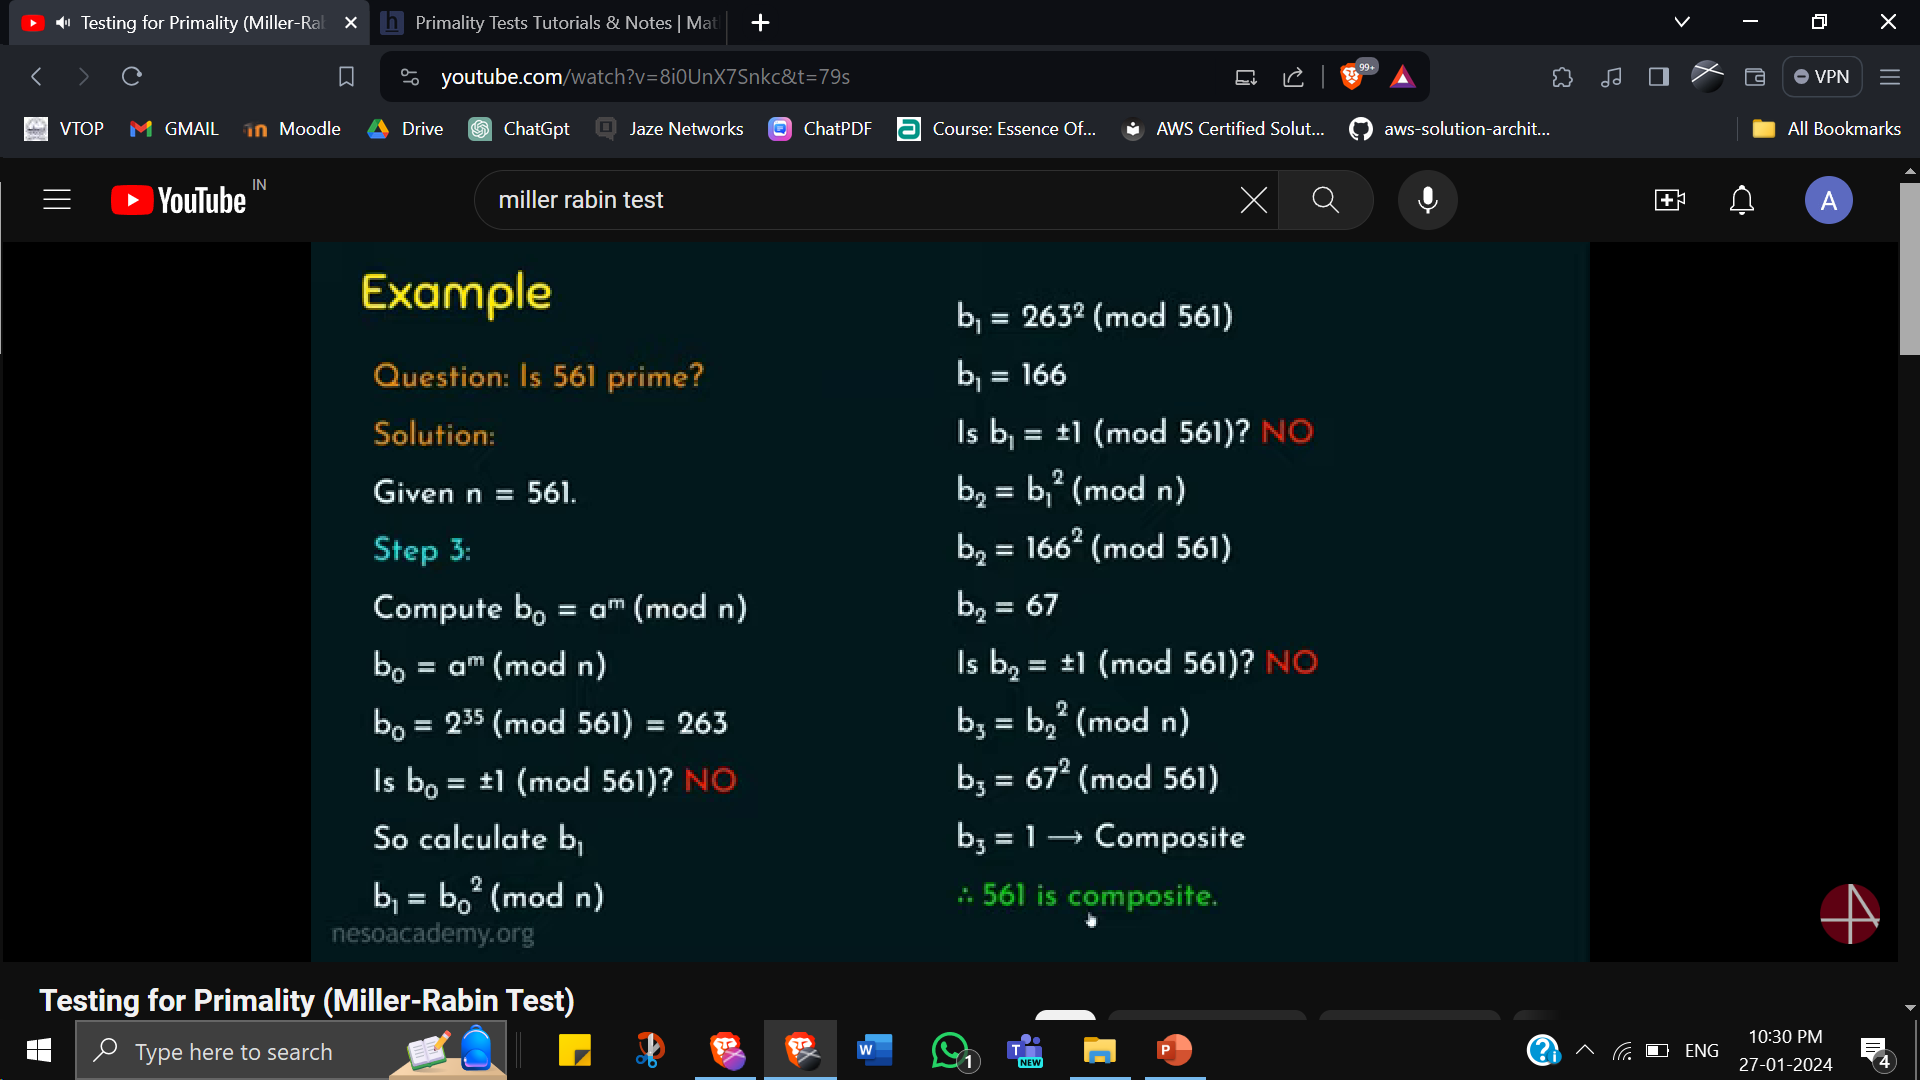 Testing for Primality (Miller-Rab
Primality Tests Tutorials & Notes | Mat
youtube.com/watch?v=8i0UnX7Snkc&t=79s
99+
VPN
VTOP
GMAIL
Moodle
Drive
ChatGpt
Jaze Networks
ChatPDF
Course: Essence Of...
AWS Certified Solut...
aws-solution-archit...
All Bookmarks
YouTube IN
miller rabin test
A
Example
Question: Is 561 prime?
Solution:
Given n = 561.
Step 3:
Compute b₀ = aᵐ (mod n)
b₀ = aᵐ (mod n)
b₀ = 2³⁵ (mod 561) = 263
Is b₀ = ±1 (mod 561)? NO
So calculate b₁
b₁ = b₀² (mod n)
nesoacademy.org
b₁ = 263² (mod 561)
b₁ = 166
Is b₁ = ±1 (mod 561)? NO
b₂ = b₁² (mod n)
b₂ = 166² (mod 561)
b₂ = 67
Is b₂ = ±1 (mod 561)? NO
b₃ = b₂² (mod n)
b₃ = 67² (mod 561)
b₃ = 1 → Composite
∴ 561 is composite.
Testing for Primality (Miller-Rabin Test)
Type here to search
W
1
T
NEW
P
ENG
10:30 PM
27-01-2024
4